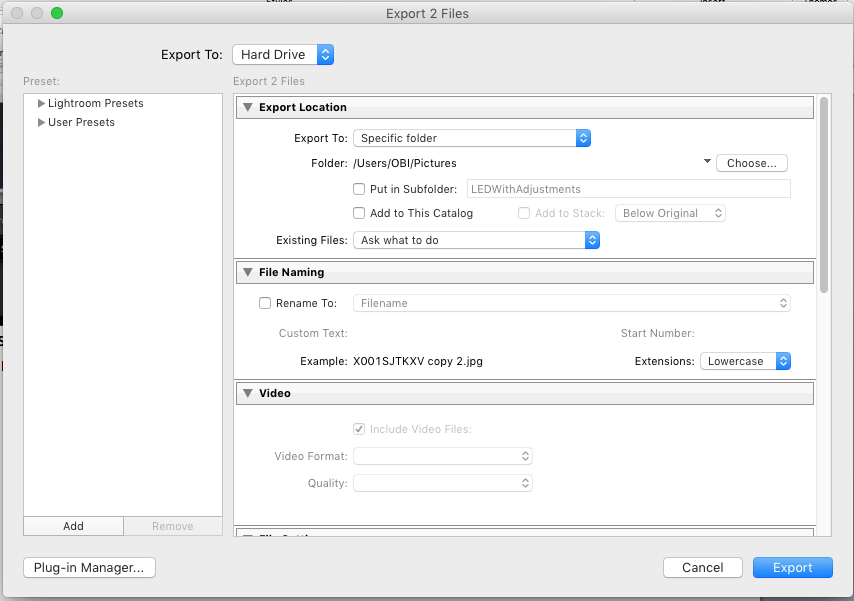 Export 2 Files
Export To: Hard Drive
Preset:
Export 2 Files
Lightroom Presets
User Presets
Export Location
Export To: Specific folder
Folder: /Users/OBI/Pictures Choose...
Put in Subfolder: LEDWithAdjustments
Add to This Catalog Add to Stack: Below Original
Existing Files: Ask what to do
File Naming
Rename To: Filename
Custom Text: Start Number:
Example: X001SJTKXV copy 2.jpg Extensions: Lowercase
Video
Include Video Files:
Video Format:
Quality:
Add Remove
Plug-in Manager... Cancel Export